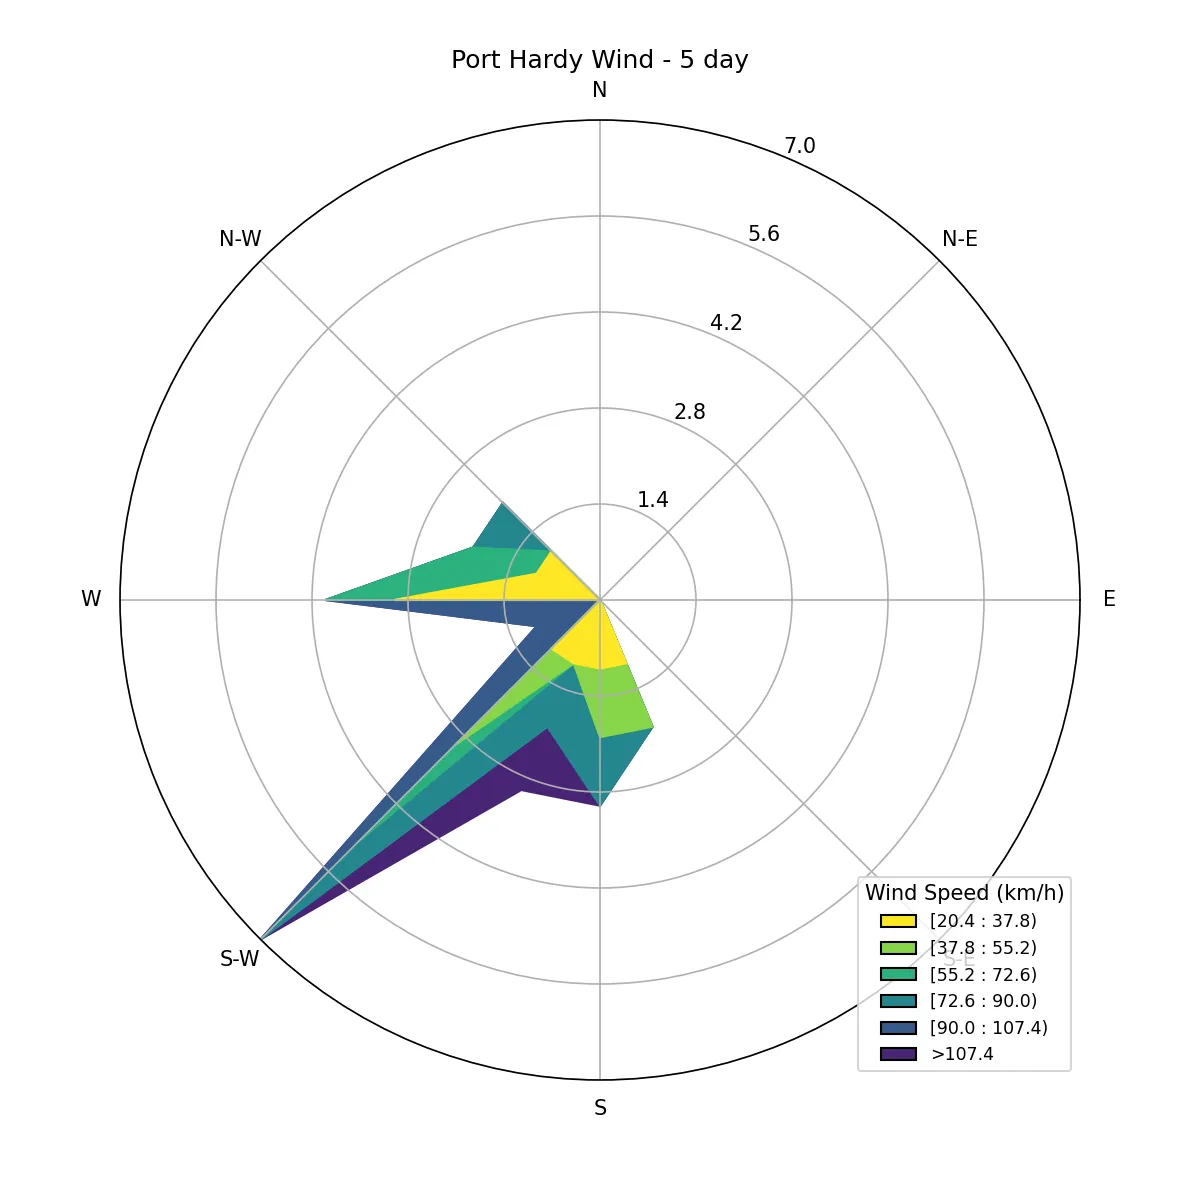 Port Hardy Wind - 5 day
N
7.0
N-W
5.6
N-E
4.2
2.8
1.4
W
E
S-W
S-E
S
Wind Speed (km/h)
[20.4 : 37.8)
[37.8 : 55.2)
[55.2 : 72.6)
[72.6 : 90.0)
[90.0 : 107.4)
>107.4